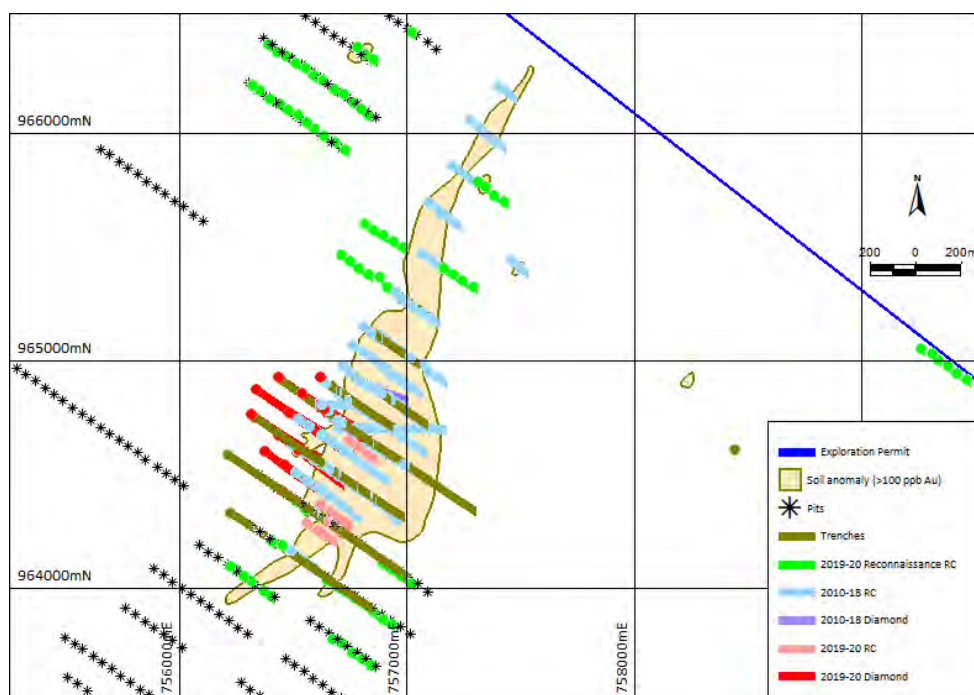 966000mN
N
200 0 200m
965000mN
Exploration Permit
Soil anomaly (>100 ppb Au)
Pits
Trenches
2019-20 Reconnaissance RC
2010-18 RC
2010-18 Diamond
2019-20 RC
2019-20 Diamond
964000mN
756000mE
757000mE
758000mE